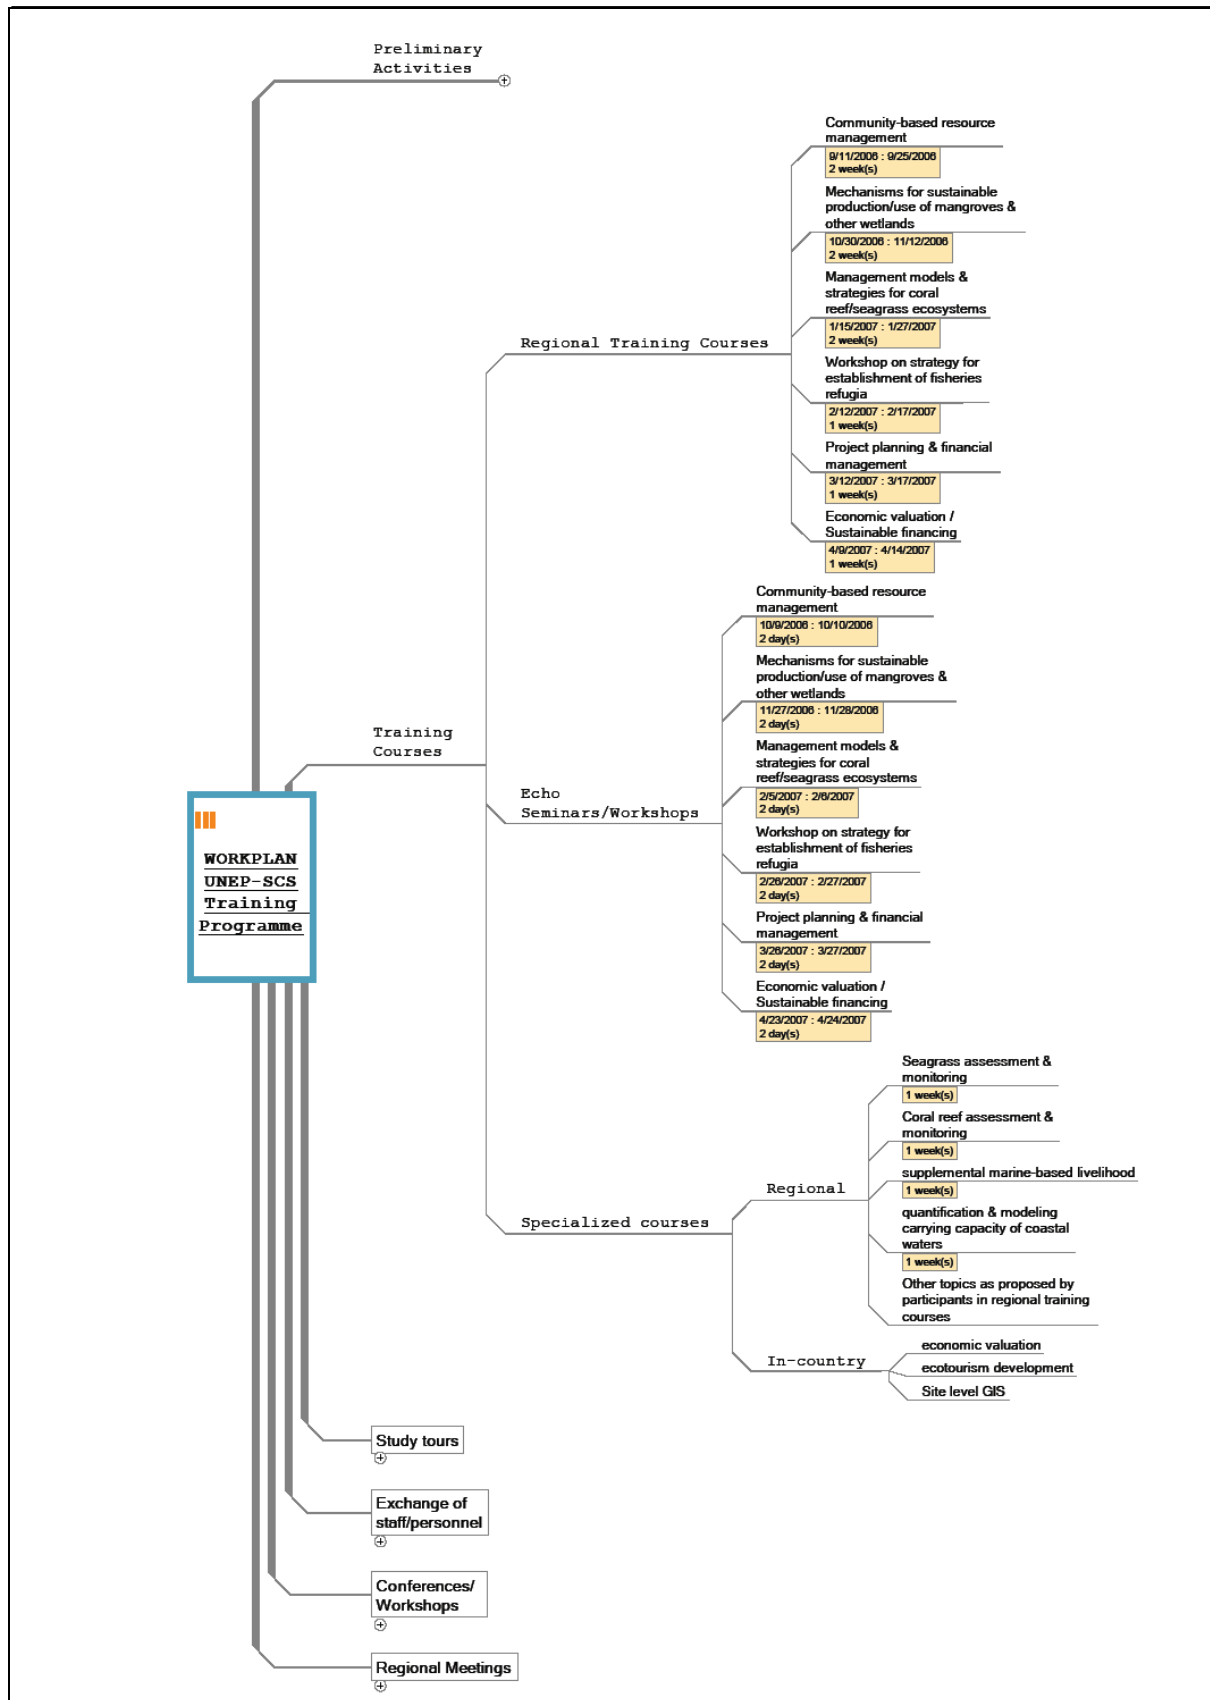 Preliminary
Activities
Community-based resource
management
9/11/2006 : 9/25/2006
2 week(s)
Mechanisms for sustainable
production/use of mangroves &
other wetlands
10/30/2006 : 11/12/2006
2 week(s)
Management models &
strategies for coral
reef/seagrass ecosystems
1/15/2007 : 1/27/2007
2 week(s)
Regional Training Courses
Workshop on strategy for
establishment of fisheries
refugia
2/12/2007 : 2/17/2007
1 week(s)
Project planning & financial
management
3/12/2007 : 3/17/2007
1 week(s)
Economic valuation /
Sustainable financing
4/9/2007 : 4/14/2007
1 week(s)
Community-based resource
management
10/9/2006 : 10/10/2006
2 day(s)
Mechanisms for sustainable
production/use of mangroves &
other wetlands
11/27/2006 : 11/28/2006
2 day(s)
Training
Courses
Management models &
strategies for coral
reef/seagrass ecosystems
2/5/2007 : 2/6/2007
2 day(s)
Echo
Seminars/Workshops
Workshop on strategy for
establishment of fisheries
refugia
2/26/2007 : 2/27/2007
2 day(s)
WORKPLAN
UNEP-SCS
Training
Programme
Project planning & financial
management
3/26/2007 : 3/27/2007
2 day(s)
Economic valuation /
Sustainable financing
4/23/2007 : 4/24/2007
2 day(s)
Seagrass assessment &
monitoring
1 week(s)
Coral reef assessment &
monitoring
1 week(s)
supplemental marine-based livelihood
1 week(s)
Regional
quantification & modeling
carrying capacity of coastal
waters
1 week(s)
Specialized courses
Other topics as proposed by
participants in regional training
courses
economic valuation
In-country
ecotourism development
Site level GIS
Study tours
Exchange of
staff/personnel
Conferences/
Workshops
Regional Meetings